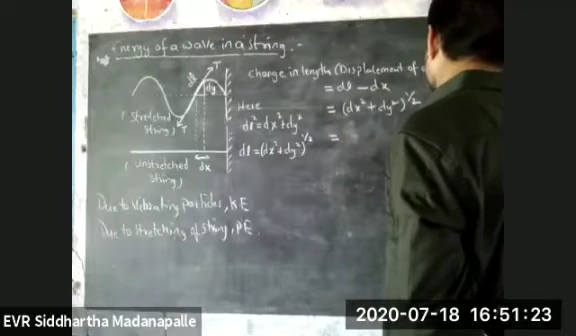 Energy of a wave in a string :-
T
dl
dy
(Stretched
string)
T
(unstretched
string)
dx
Change in length (Displacement of
= dl - dx
Here
= (dx² + dy²)^1/2
dl² = dx² + dy²
dl = (dx² + dy²)^1/2
=
Due to vibrating particles, KE
Due to stretching of string, PE.
EVR Siddhartha Madanapalle
2020-07-18 16:51:23